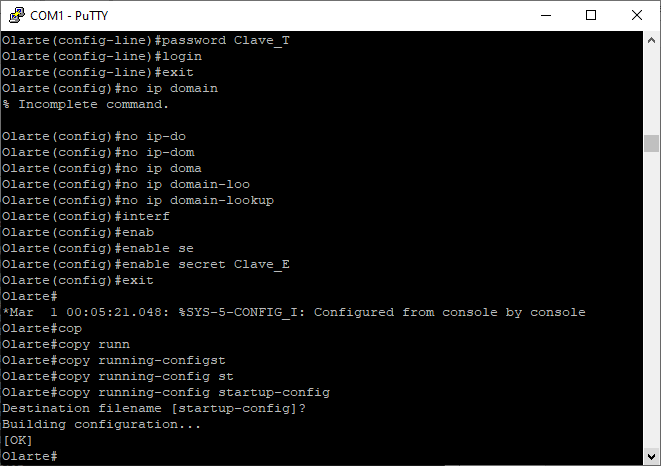 COM1 - PuTTY
Olarte(config-line)#password Clave_T
Olarte(config-line)#login
Olarte(config-line)#exit
Olarte(config)#no ip domain
% Incomplete command.
Olarte(config)#no ip-do
Olarte(config)#no ip-dom
Olarte(config)#no ip doma
Olarte(config)#no ip domain-loo
Olarte(config)#no ip domain-lookup
Olarte(config)#interf
Olarte(config)#enab
Olarte(config)#enable se
Olarte(config)#enable secret Clave_E
Olarte(config)#exit
Olarte#
*Mar  1 00:05:21.048: %SYS-5-CONFIG_I: Configured from console by console
Olarte#cop
Olarte#copy runn
Olarte#copy running-configst
Olarte#copy running-config st
Olarte#copy running-config startup-config
Destination filename [startup-config]?
Building configuration...
[OK]
Olarte#